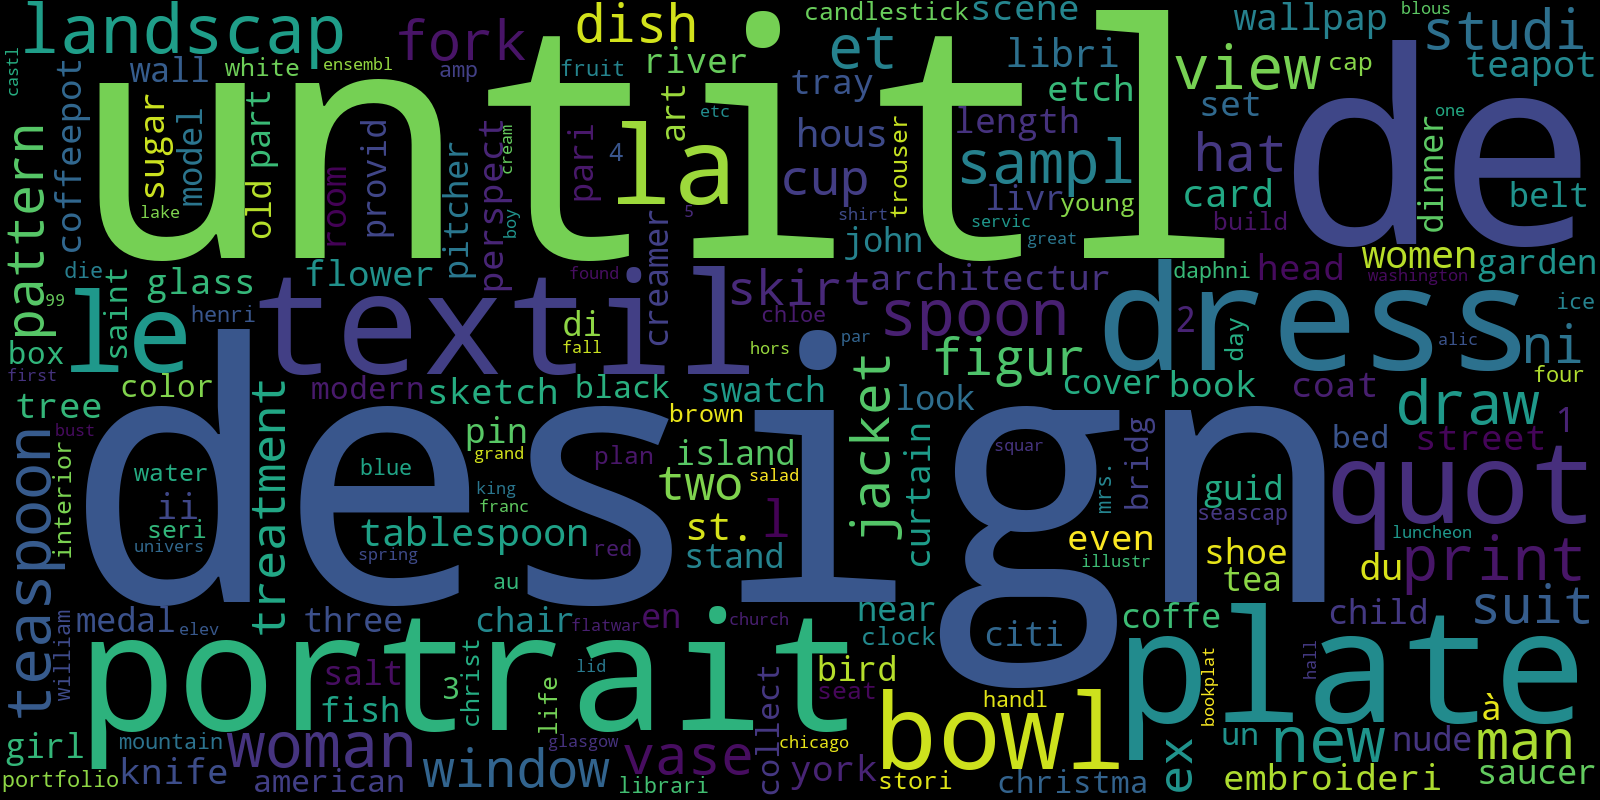 landscap fork dish candlestick scene blous wallpap studi
castl wall white ensembl amp fruit river et libri view cap teapot
untitl de
coffeepot sugar model part old art etc tray hous etch set one
pattern room provid pitcher perspect cream pari 4 la cup trouser length sampl hat dinner
lake boy 5 shirt livr young card belt
john servic great build
die saint glass flower creamer found skirt architectur women garden
99 le henri textil di chloe spoon daphni head washington
box fall hors par dress 2 day alic ice ni
first color modern sketch black swatch figur cover book coat four
tree treatment pin brown jacket look draw 1
bust interior water blue grand plan island curtain squar bridg bed street
teaspoon ii design king two salad mrs. guid quot
seri franc st. l seascap
univers tablespoon spring red stand even shoe luncheon
au illustr tea du print
medal elev three chair flatwar en church near coffe child suit
william portrait clock citi plate
salt christ lid bird hall
fish 3 life collect seat bowl handl bookplat à
girl mountain woman glasgow vase chicago un new nude man
portfolio knife american window librari york stori christma ex embroideri saucer